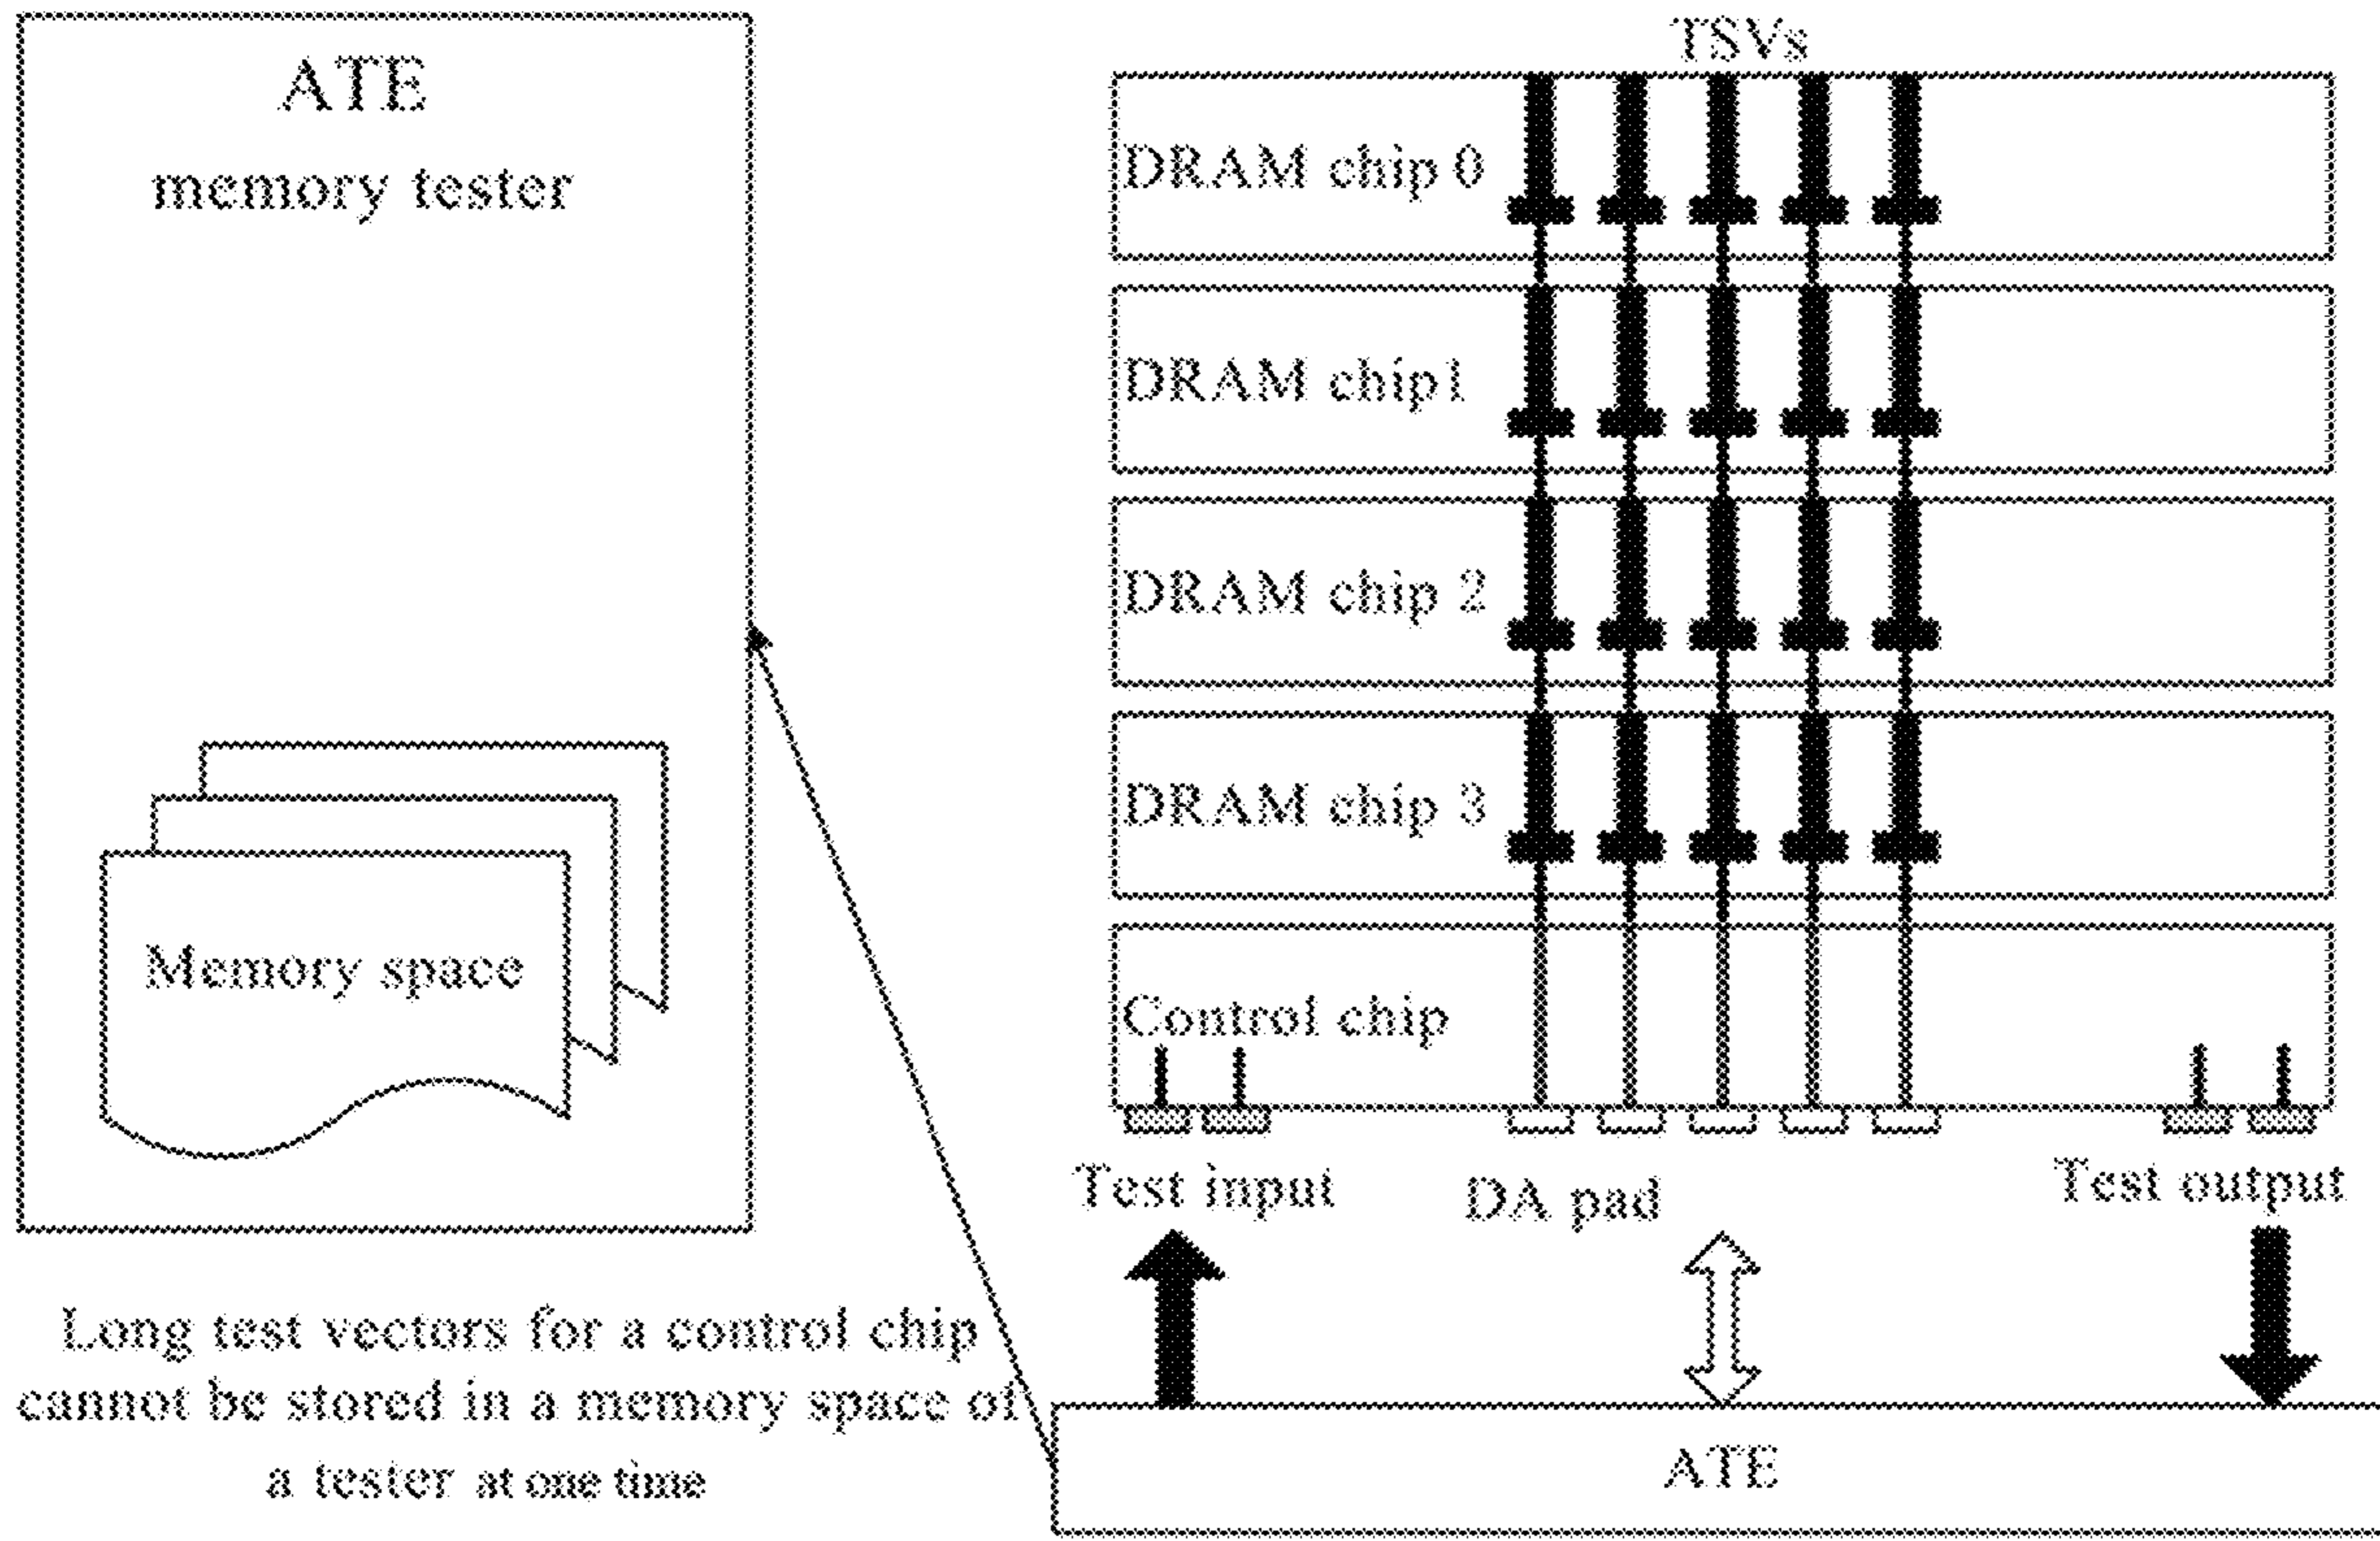 ATE
memory tester
Memory space
Long test vectors for a control chip
cannot be stored in a memory space of
a tester at one time
TSVs
DRAM chip 0
DRAM chip1
DRAM chip 2
DRAM chip 3
Control chip
Test input
DA pad
Test output
ATE